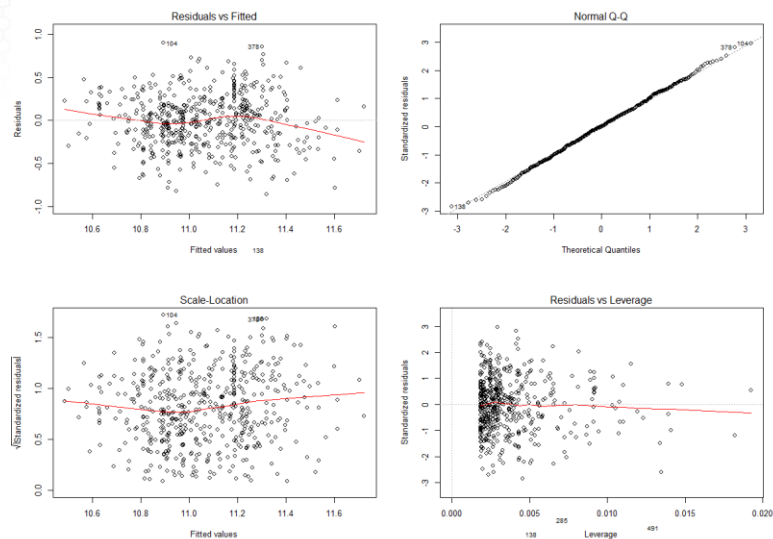 Residuals vs Fitted
Residuals
1.0
0.5
0.0
-0.5
-1.0
104
378
10.6 10.8 11.0 11.2 11.4 11.6
Fitted values
138
Normal Q-Q
Standardized residuals
3
2
1
0
-1
-2
-3
378 104
138
-3 -2 -1 0 1 2 3
Theoretical Quantiles
Scale-Location
√|Standardized residuals|
1.5
1.0
0.5
0.0
104
10.6 10.8 11.0 11.2 11.4 11.6
Fitted values
Residuals vs Leverage
Standardized residuals
3
2
1
0
-1
-2
-3
0.000 0.005 0.010 0.015 0.020
285
491
138
Leverage